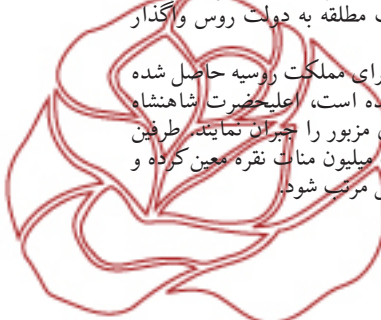 ت مطلقه به دولت روس واگذار
رای مملکت روسیه حاصل شده
ده است، اعلیحضرت شاهنشاه
ن مزبور را جبران نمایند. طرفین
میلیون منات نقره معین کرده و
ل مرتب شود.